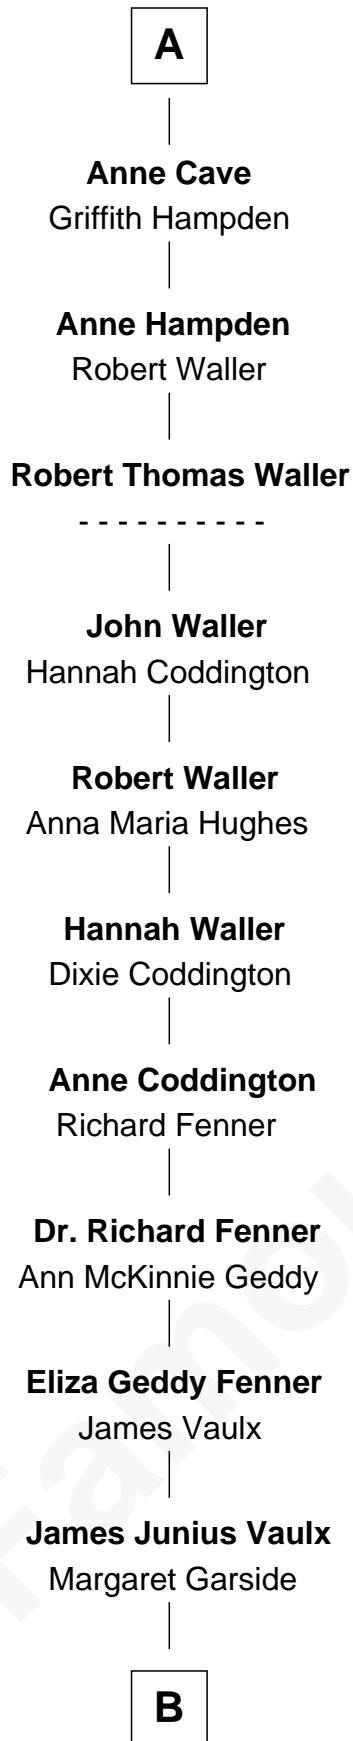 A
Anne Cave
Griffith Hampden
Anne Hampden
Robert Waller
Robert Thomas Waller
- - - - - - - - - -
John Waller
Hannah Coddington
Robert Waller
Anna Maria Hughes
Hannah Waller
Dixie Coddington
Anne Coddington
Richard Fenner
Dr. Richard Fenner
Ann McKinnie Geddy
Eliza Geddy Fenner
James Vaulx
James Junius Vaulx
Margaret Garside
B